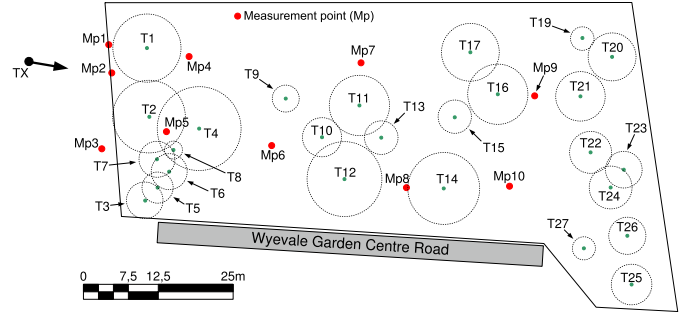 Measurement point (Mp)
T19
Mp1
T1
T17
T20
Mp7
TX
Mp2
Mp4
T9
T16
Mp9
T21
T11
T2
Mp5
T4
T10
T13
T15
T23
Mp3
Mp6
T22
T7
T8
T12
Mp8
T14
Mp10
T24
T6
T3
T5
T27
T26
Wyevale Garden Centre Road
0 7,5 12,5 25m
T25